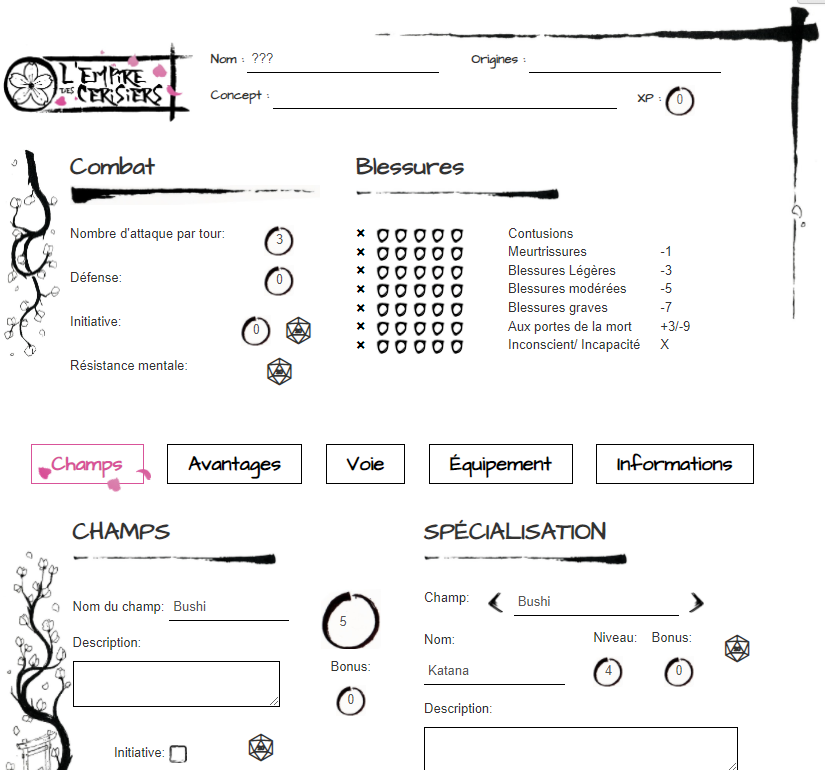 L'EMPIRE
DES CERISIERS
Nom : ??? Origines :
Concept : XP : 0
Combat Blessures
Nombre d'attaque par tour: 3
Défense: 0
Initiative: 0
Résistance mentale:
× Contusions
× Meurtrissures -1
× Blessures Légères -3
× Blessures modérées -5
× Blessures graves -7
× Aux portes de la mort +3/-9
× Inconscient/ Incapacité X
Champs Avantages Voie Équipement Informations
CHAMPS SPÉCIALISATION
Nom du champ: Bushi 5
Champ: Bushi
Description:
Bonus:
0
Initiative:
Nom: Niveau: Bonus:
Katana 4 0
Description: